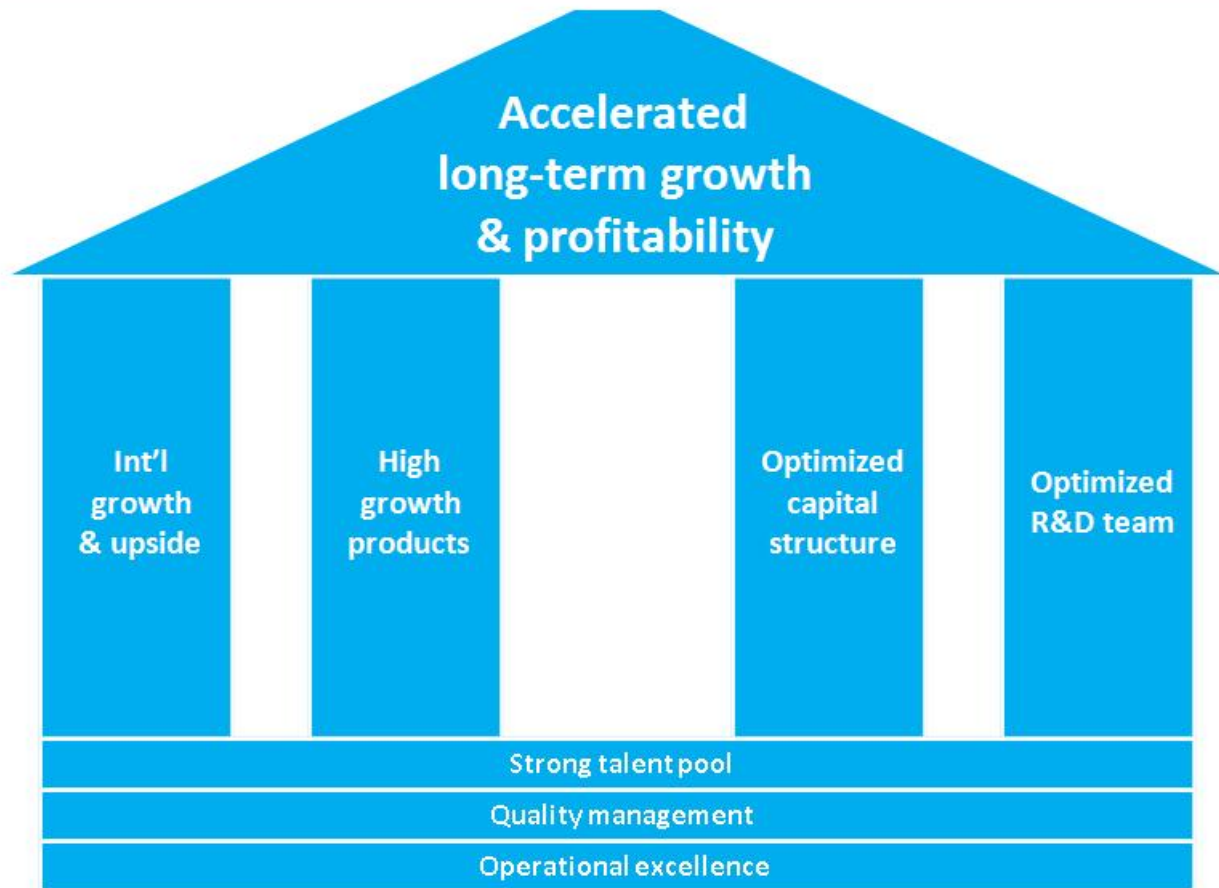 Accelerated
long-term growth
& profitability
Int'l
growth
& upside
High
growth
products
Optimized
capital
structure
Optimized
R&D team
Strong talent pool
Quality management
Operational excellence